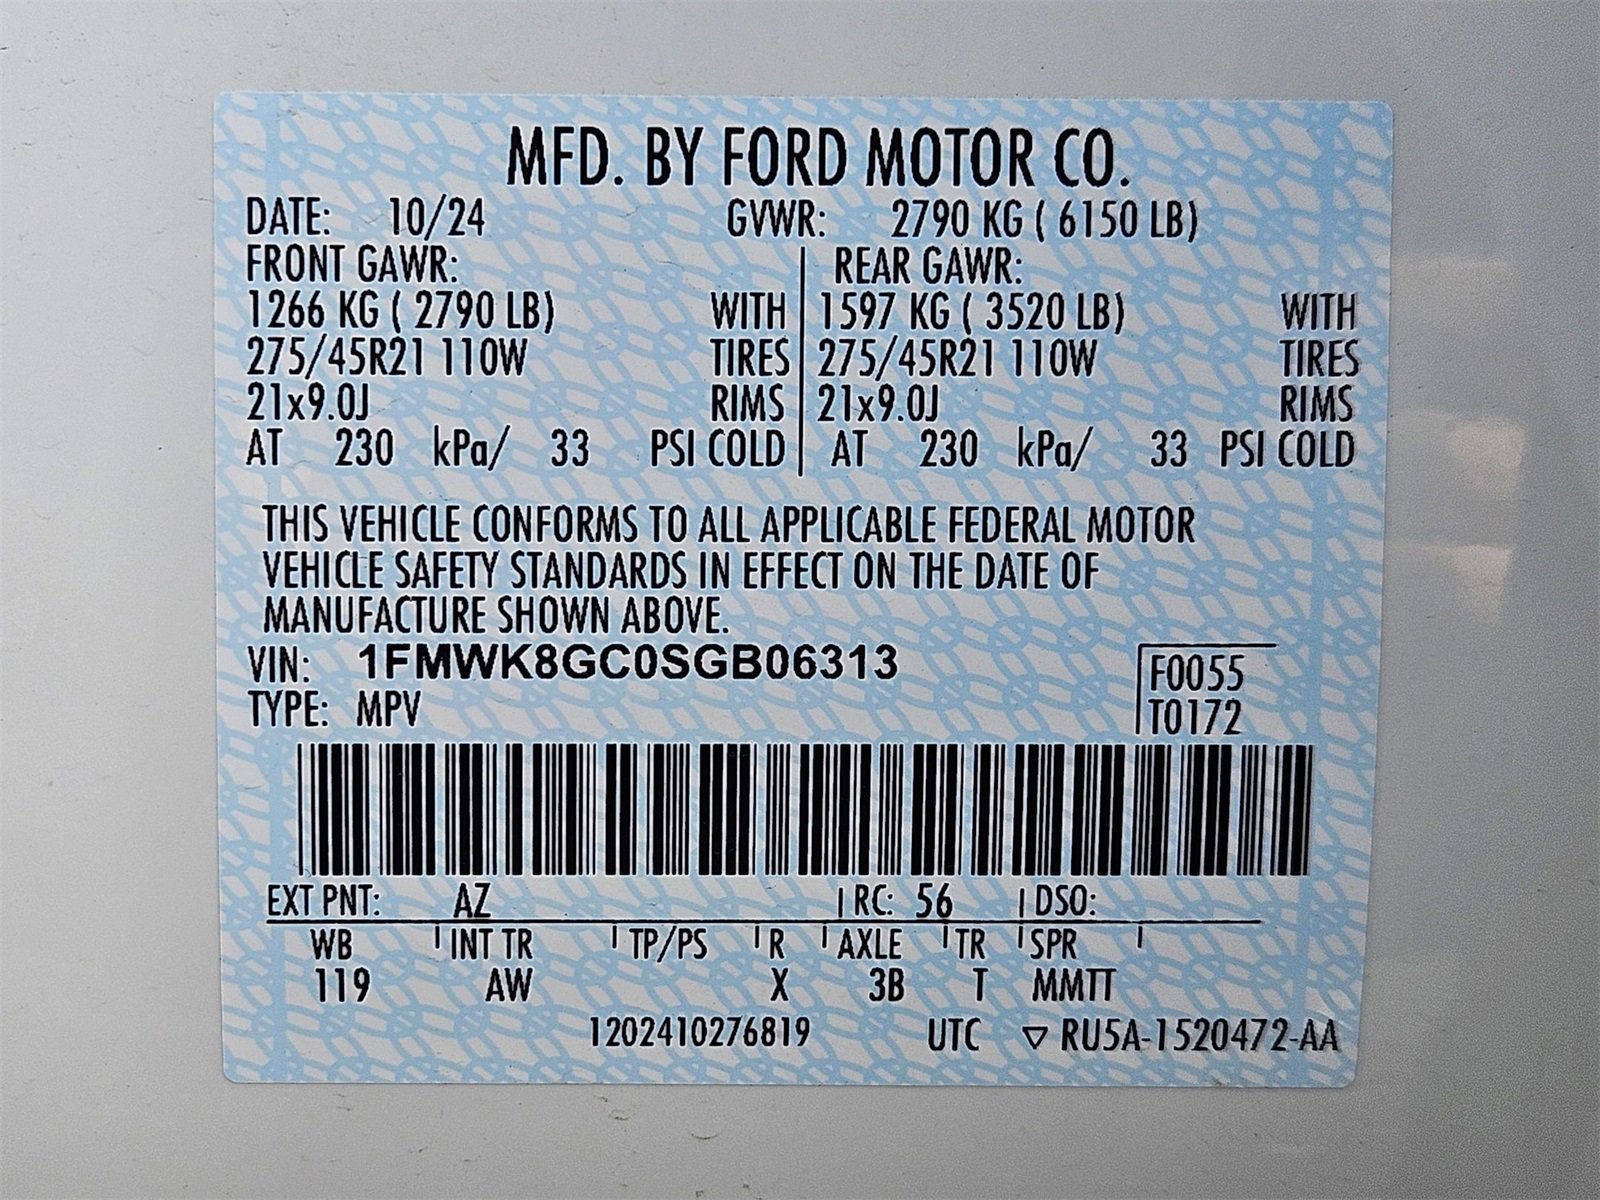 MFD. BY FORD MOTOR CO.
DATE: 10/24 GVWR: 2790 KG ( 6150 LB)
FRONT GAWR: REAR GAWR:
1266 KG ( 2790 LB) WITH 1597 KG ( 3520 LB) WITH
275/45R21 110W TIRES 275/45R21 110W TIRES
21x9.0J RIMS 21x9.0J RIMS
AT 230 kPa/ 33 PSI COLD AT 230 kPa/ 33 PSI COLD
THIS VEHICLE CONFORMS TO ALL APPLICABLE FEDERAL MOTOR
VEHICLE SAFETY STANDARDS IN EFFECT ON THE DATE OF
MANUFACTURE SHOWN ABOVE.
VIN: 1FMWK8GC0SGB06313 F0055
TYPE: MPV T0172
EXT PNT: AZ RC: 56 DSO:
WB INT TR TP/PS R AXLE TR SPR
119 AW X 3B T MMTT
1202410276819 UTC ▽ RU5A-1520472-AA